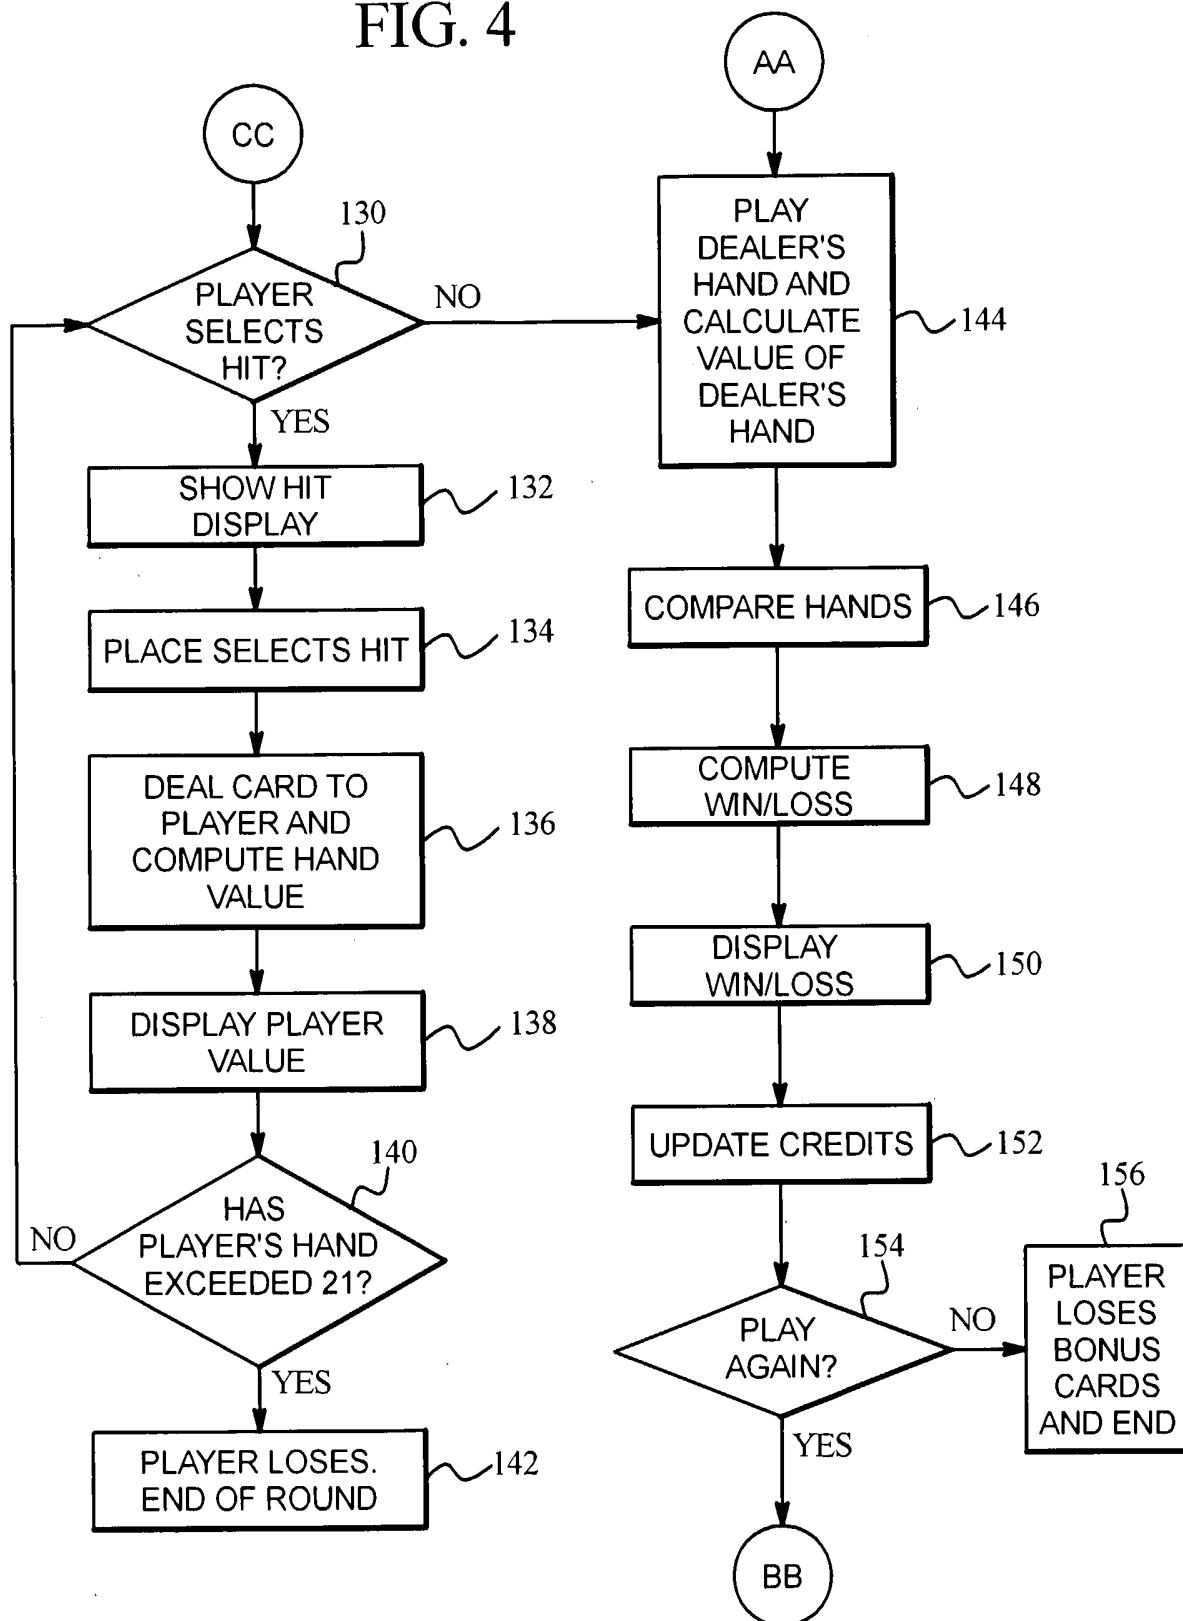 FIG. 4
CC
130
PLAYER
SELECTS
HIT?
NO
YES
SHOW HIT
DISPLAY
132
PLACE SELECTS HIT
134
DEAL CARD TO
PLAYER AND
COMPUTE HAND
VALUE
136
DISPLAY PLAYER
VALUE
138
140
HAS
PLAYER'S HAND
EXCEEDED 21?
NO
YES
PLAYER LOSES.
END OF ROUND
142
AA
PLAY
DEALER'S
HAND AND
CALCULATE
VALUE OF
DEALER'S
HAND
144
COMPARE HANDS
146
COMPUTE
WIN/LOSS
148
DISPLAY
WIN/LOSS
150
UPDATE CREDITS
152
154
PLAY
AGAIN?
NO
YES
156
PLAYER
LOSES
BONUS
CARDS
AND END
BB